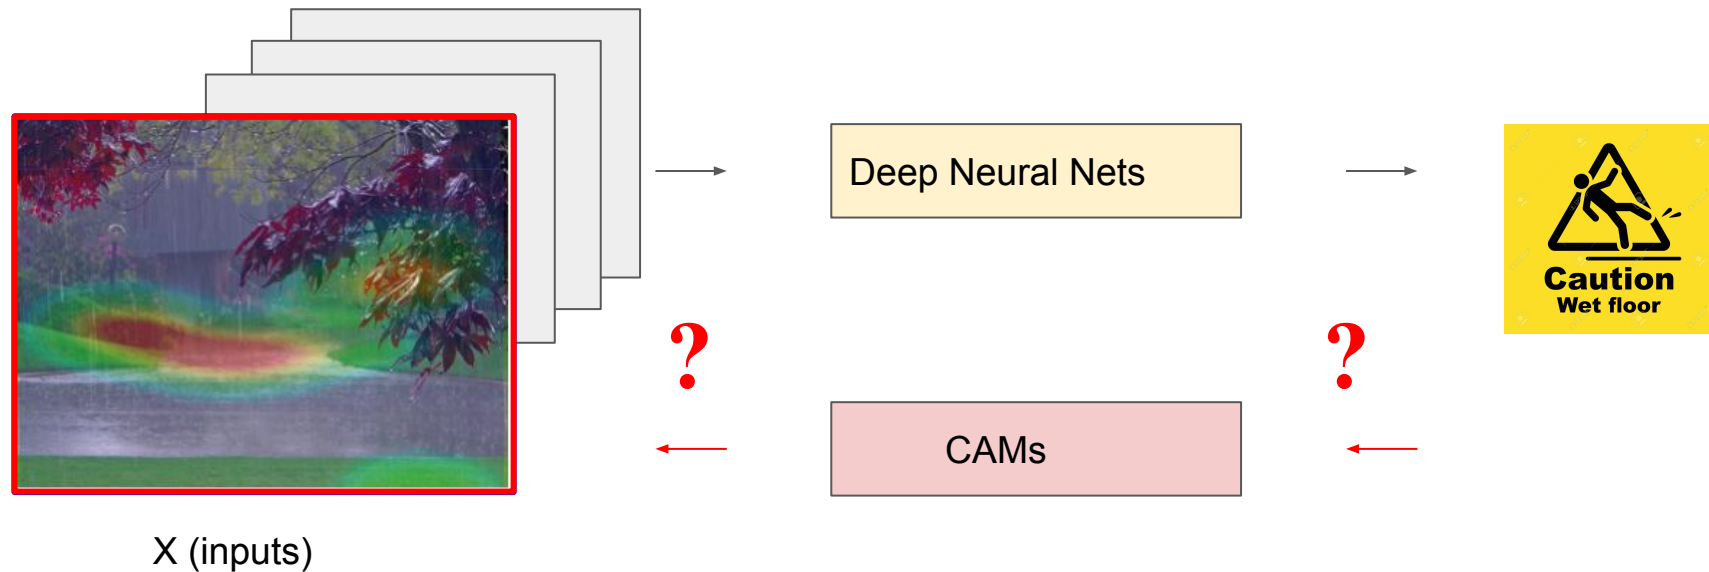 Deep Neural Nets
Caution
Wet floor
?
?
CAMs
X (inputs)